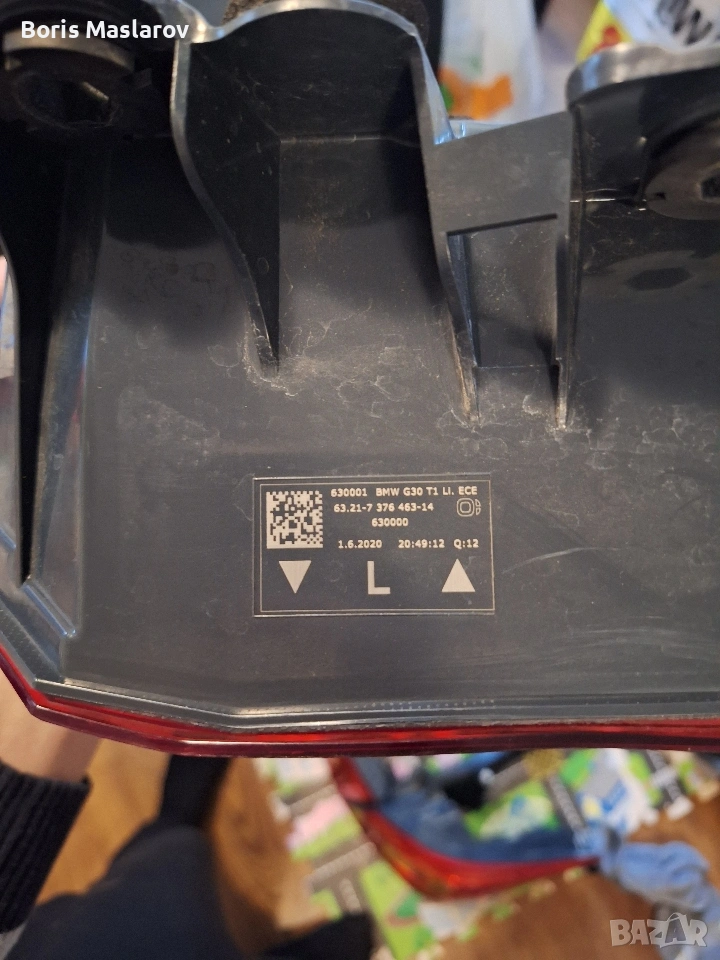 Boris Maslarov
630001 BMW G30 T1 LI. ECE
63.21-7 376 463-14
630000
1.6.2020 20:49:12 Q:12
L
BAZAR